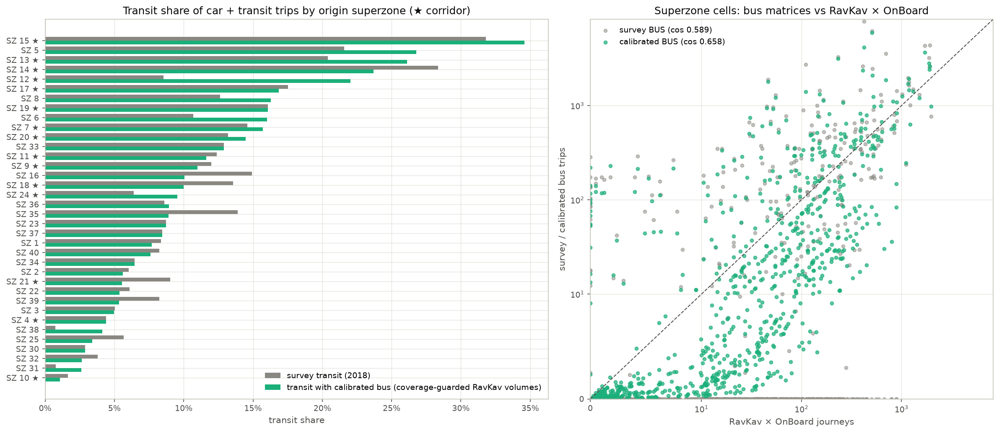 Transit share of car + transit trips by origin superzone (★ corridor)
SZ 15 ★
SZ 5
SZ 13 ★
SZ 14 ★
SZ 12 ★
SZ 17 ★
SZ 8
SZ 19 ★
SZ 6
SZ 7 ★
SZ 20 ★
SZ 33
SZ 11 ★
SZ 9 ★
SZ 16
SZ 18 ★
SZ 24 ★
SZ 36
SZ 35
SZ 23
SZ 37
SZ 1
SZ 40
SZ 34
SZ 2
SZ 21 ★
SZ 22
SZ 39
SZ 3
SZ 4 ★
SZ 38
SZ 25
SZ 30
SZ 32
SZ 31
SZ 10 ★
survey transit (2018)
transit with calibrated bus (coverage-guarded RavKav volumes)
0% 5% 10% 15% 20% 25% 30% 35%
transit share
Superzone cells: bus matrices vs RavKav × OnBoard
survey BUS (cos 0.589)
calibrated BUS (cos 0.658)
survey / calibrated bus trips
10³
10²
10¹
0
0 10¹ 10² 10³
RavKav × OnBoard journeys